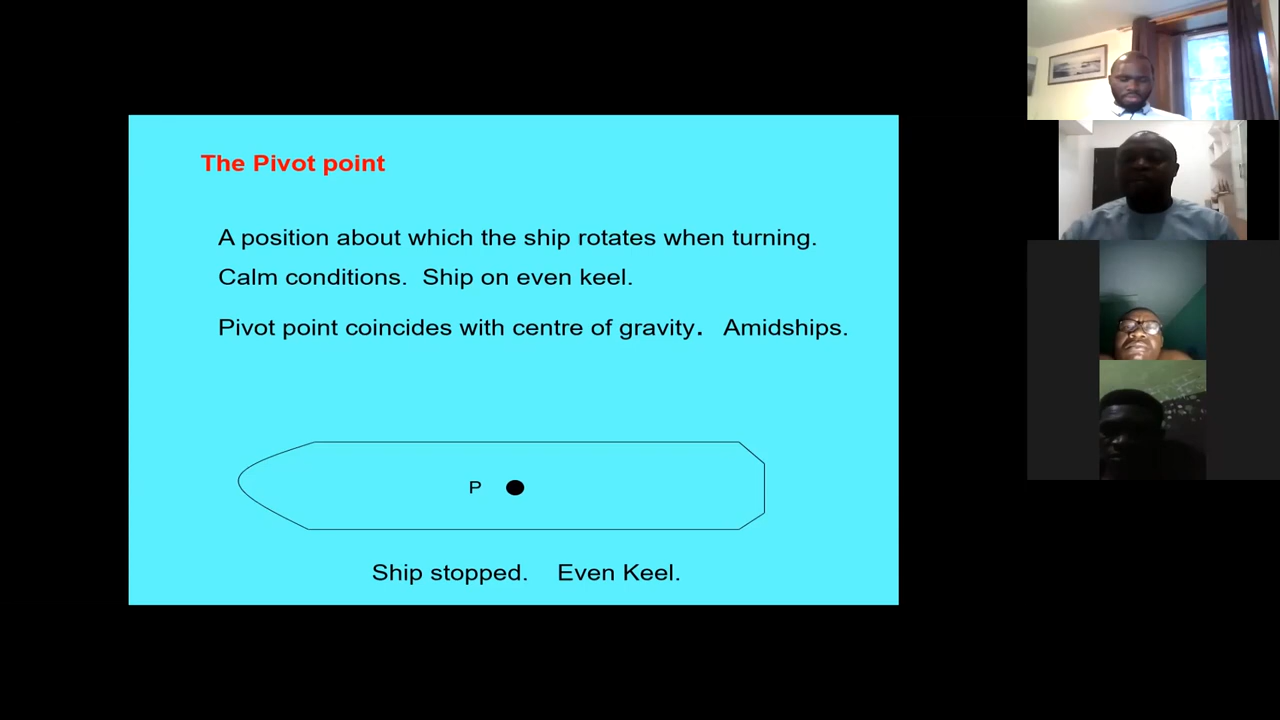 The Pivot point
A position about which the ship rotates when turning.
Calm conditions.  Ship on even keel.
Pivot point coincides with centre of gravity.   Amidships.
P
Ship stopped.    Even Keel.